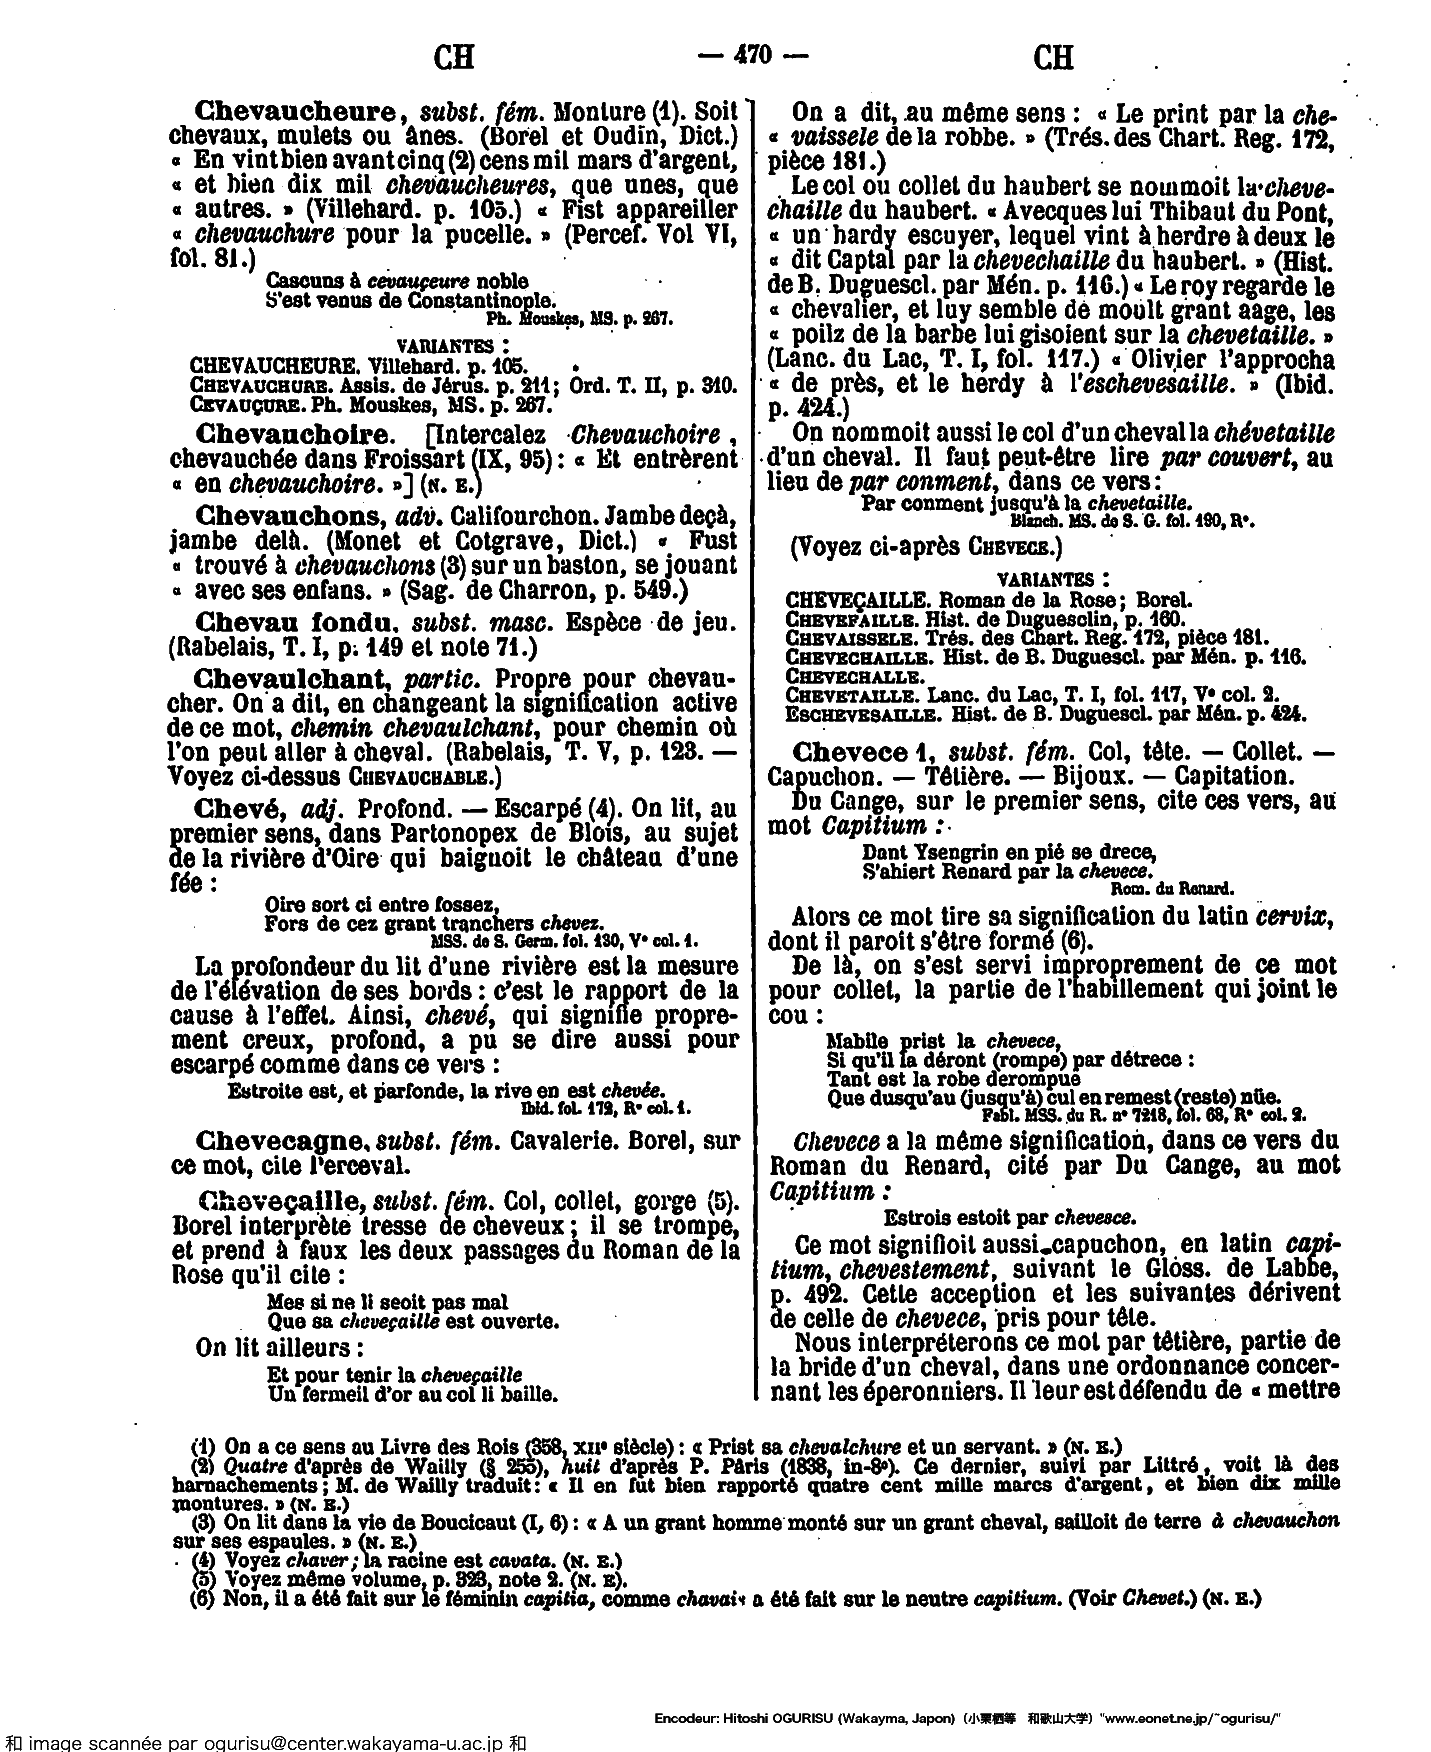 CH — 470 — CH
Chevaucheure, subst. fém. Monture (1). Soit
chevaux, mulets ou ânes. (Borel et Oudin, Dict.)
« En vint bien avant cinq (2) cens mil mars d'argent,
« et bien dix mil chevaucheures, que unes, que
« autres. » (Villehard. p. 105.) « Fist appareiller
« chevauchure pour la pucelle. » (Percef. Vol VI,
fol. 81.)
Cascuns à cevauçeure noble
S'est venus de Constantinople.
Ph. Mouskes, MS. p. 267.
VARIANTES :
CHEVAUCHEURE. Villehard. p. 105.
CHEVAUCHURE. Assis. de Jérus. p. 211; Ord. T. II, p. 310.
CEVAUÇURE. Ph. Mouskes, MS. p. 267.
Chevauchoire. [Intercalez Chevauchoire,
chevauchée dans Froissart (IX, 95) : « Et entrèrent
« en chevauchoire. »] (N. E.)
Chevauchons, adv. Califourchon. Jambe deçà,
jambe delà. (Monet et Cotgrave, Dict.) « Fust
« trouvé à chevauchons (3) sur un baston, se jouant
« avec ses enfans. » (Sag. de Charron, p. 549.)
Chevau fondu, subst. masc. Espèce de jeu.
(Rabelais, T. I, p. 149 et note 71.)
Chevaulchant, partic. Propre pour chevau-
cher. On a dit, en changeant la signification active
de ce mot, chemin chevaulchant, pour chemin où
l'on peut aller à cheval. (Rabelais, T. V, p. 123. —
Voyez ci-dessus CHEVAUCHABLE.)
Chevé, adj. Profond. — Escarpé (4). On lit, au
premier sens, dans Partonopex de Blois, au sujet
de la rivière d'Oire qui baignoit le château d'une
fée :
Oire sort ci entre fossez,
Fors de cez grant tranchers chevez.
MSS. de S. Germ. fol. 130, V° col. 1.
La profondeur du lit d'une rivière est la mesure
de l'élévation de ses bords : c'est le rapport de la
cause à l'effet. Ainsi, chevé, qui signifie propre-
ment creux, profond, a pu se dire aussi pour
escarpé comme dans ce vers :
Estroite est, et parfonde, la rive en est chevée.
Ibid. fol. 172, R° col. 1.
Chevecagne, subst. fém. Cavalerie. Borel, sur
ce mot, cite Perceval.
Cheveçaille, subst. fém. Col, collet, gorge (5).
Borel interprète tresse de cheveux ; il se trompe,
et prend à faux les deux passages du Roman de la
Rose qu'il cite :
Mes si ne li seoit pas mal
Que sa cheveçaille est ouverte.
On lit ailleurs :
Et pour tenir la cheveçaille
Un fermeil d'or au col li baille.
On a dit, au même sens : « Le print par la che-
« vaissele de la robbe. » (Trés. des Chart. Reg. 172,
pièce 181.)
Le col ou collet du haubert se nommoit la cheve-
chaille du haubert. « Avecques lui Thibaut du Pont,
« un hardy escuyer, lequel vint à herdre à deux le
« dit Captal par la chevechaille du haubert. » (Hist.
de B. Duguescl. par Mén. p. 116.) « Le roy regarde le
« chevalier, et luy semble de moult grant aage, les
« poilz de la barbe lui gisoient sur la chevetaille. »
(Lanc. du Lac, T. I, fol. 117.) « Olivier l'approcha
« de près, et le herdy à l'eschevesaille. » (Ibid.
p. 424.)
On nommoit aussi le col d'un cheval la chévetaille
d'un cheval. Il faut peut-être lire par couvert, au
lieu de par conment, dans ce vers :
Par conment jusqu'à la chevetaille.
Blanch. MS. de S. G. fol. 190, R°.
(Voyez ci-après CHEVECE.)
VARIANTES :
CHEVEÇAILLE. Roman de la Rose ; Borel.
CHEVEFAILLE. Hist. de Duguesclin, p. 160.
CHEVAISSELE. Trés. des Chart. Reg. 172, pièce 181.
CHEVECHAILLE. Hist. de B. Duguescl. par Mén. p. 116.
CHEVECHALLE.
CHEVETAILLE. Lanc. du Lac, T. I, fol. 117, V° col. 2.
ESCHEVESAILLE. Hist. de B. Duguescl. par Mén. p. 424.
Chevece 1, subst. fém. Col, tête. — Collet. —
Capuchon. — Têtière. — Bijoux. — Capitation.
Du Cange, sur le premier sens, cite ces vers, au
mot Capitium :
Dant Ysengrin en pié se drece,
S'ahiert Renard par la chevece.
Rom. du Renard.
Alors ce mot tire sa signification du latin cervix,
dont il paroit s'être formé (6).
De là, on s'est servi improprement de ce mot
pour collet, la partie de l'habillement qui joint le
cou :
Mabile prist la chevece,
Si qu'il la déront (rompe) par détrece :
Tant est la robe derompue
Que dusqu'au (jusqu'à) cul en remest (reste) nüe.
Fabl. MSS. du R. n° 7218, fol. 68, R° col. 2.
Chevece a la même signification, dans ce vers du
Roman du Renard, cité par Du Cange, au mot
Capitium :
Estrois estoit par chevesce.
Ce mot signifioit aussi capuchon, en latin capi-
tium, chevestement, suivant le Gloss. de Labbe,
p. 492. Cette acception et les suivantes dérivent
de celle de chevece, pris pour tête.
Nous interpréterons ce mot par têtière, partie de
la bride d'un cheval, dans une ordonnance concer-
nant les éperonniers. Il leur est défendu de « mettre
(1) On a ce sens au Livre des Rois (358, XII° siècle) : « Prist sa chevalchure et un servant. » (N. E.)
(2) Quatre d'après de Wailly (§ 255), huit d'après P. Pâris (1838, in-8°). Ce dernier, suivi par Littré, voit là des
harnachements ; M. de Wailly traduit : « Il en fut bien rapporté quatre cent mille marcs d'argent, et bien dix mille
montures. » (N. E.)
(3) On lit dans la vie de Boucicaut (I, 6) : « A un grant homme monté sur un grant cheval, sailloit de terre à chevauchon
sur ses espaules. » (N. E.)
(4) Voyez chaver ; la racine est cavata. (N. E.)
(5) Voyez même volume, p. 323, note 2. (N. E).
(6) Non, il a été fait sur le féminin capitia, comme a été fait sur le neutre capitium. (Voir Chevet.) (N. E.)
Encodeur: Hitoshi OGURISU (Wakayma, Japon) (小栗栖等 和歌山大学) "www.eonet.ne.jp/~ogurisu/"
和 image scannée par ogurisu@center.wakayama-u.ac.jp 和